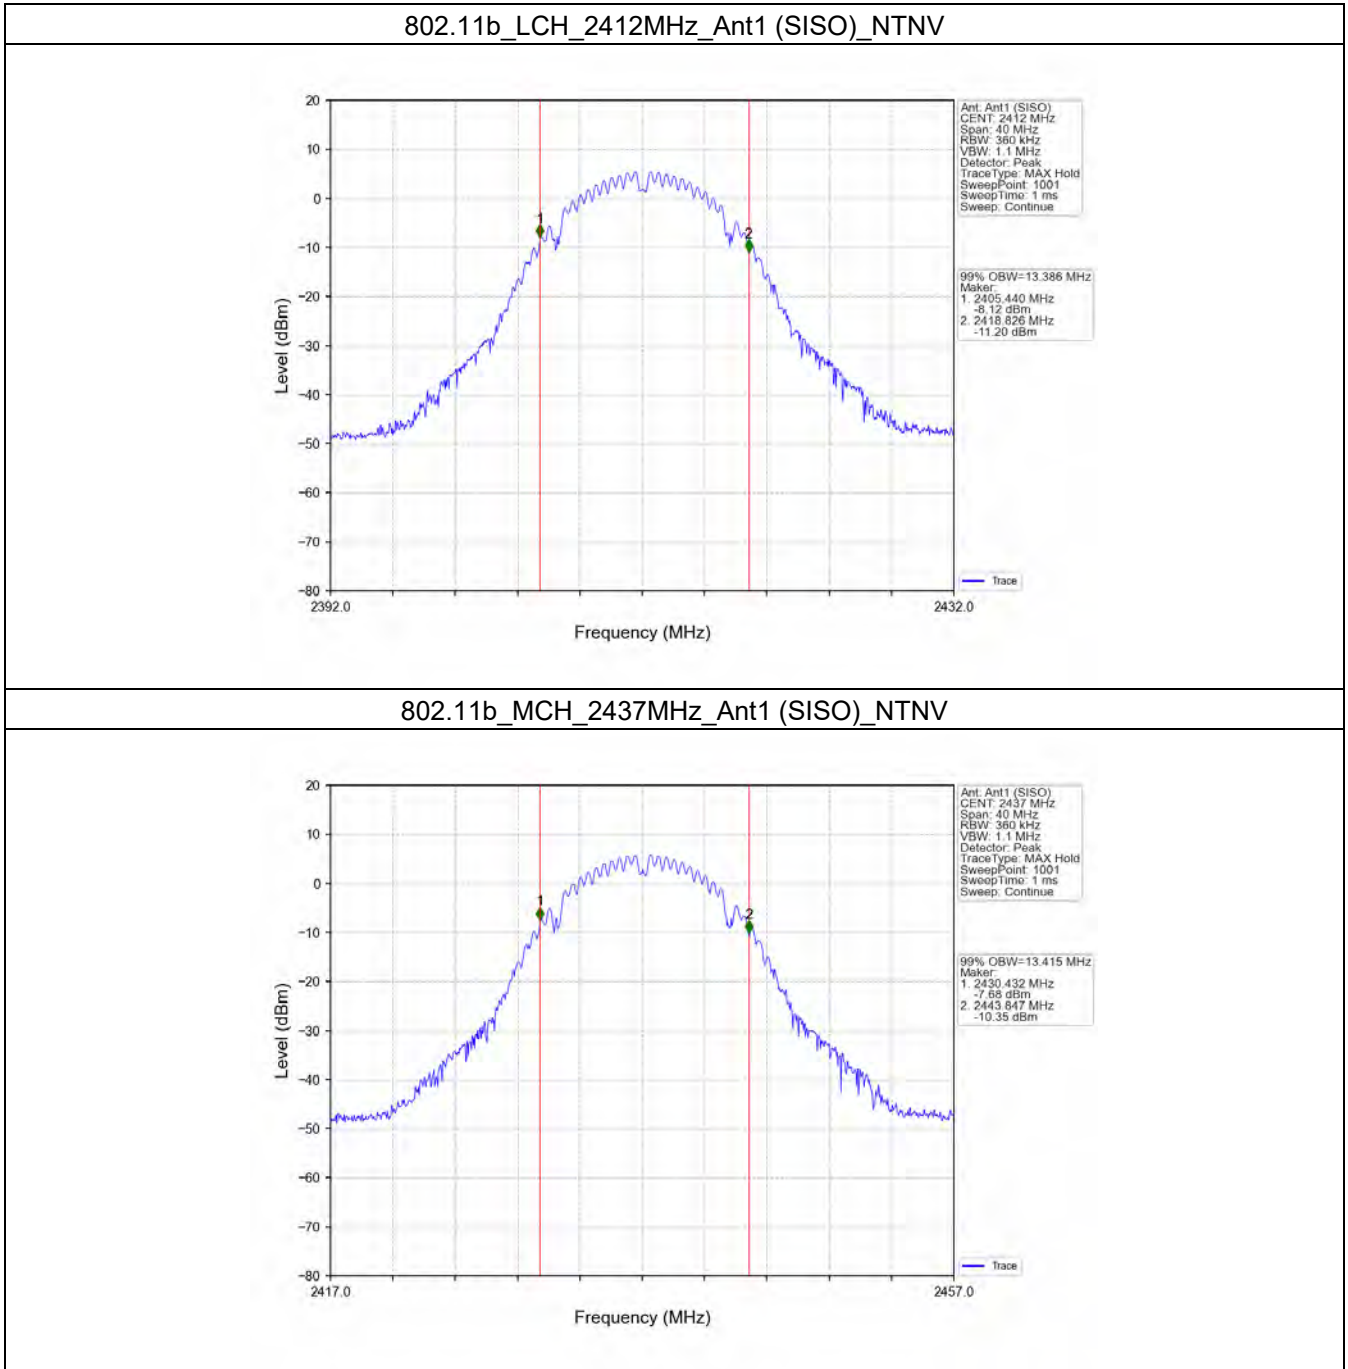 802.11b_LCH_2412MHz_Ant1 (SISO)_NTNV
Ant: Ant1 (SISO)
CENT: 2412 MHz
Span: 40 MHz
RBW: 360 kHz
VBW: 1.1 MHz
Detector: Peak
TraceType: MAX Hold
SweepPoint: 1001
SweepTime: 1 ms
Sweep: Continue
99% OBW=13.386 MHz
Maker:
1. 2405.440 MHz
-8.12 dBm
2. 2418.826 MHz
-11.20 dBm
Trace
20
10
0
−10
−20
−30
−40
−50
−60
−70
−80
Level (dBm)
1
2
2392.0
2432.0
Frequency (MHz)
802.11b_MCH_2437MHz_Ant1 (SISO)_NTNV
Ant: Ant1 (SISO)
CENT: 2437 MHz
Span: 40 MHz
RBW: 360 kHz
VBW: 1.1 MHz
Detector: Peak
TraceType: MAX Hold
SweepPoint: 1001
SweepTime: 1 ms
Sweep: Continue
99% OBW=13.415 MHz
Maker:
1. 2430.432 MHz
-7.68 dBm
2. 2443.847 MHz
-10.35 dBm
Trace
20
10
0
−10
−20
−30
−40
−50
−60
−70
−80
Level (dBm)
1
2
2417.0
2457.0
Frequency (MHz)